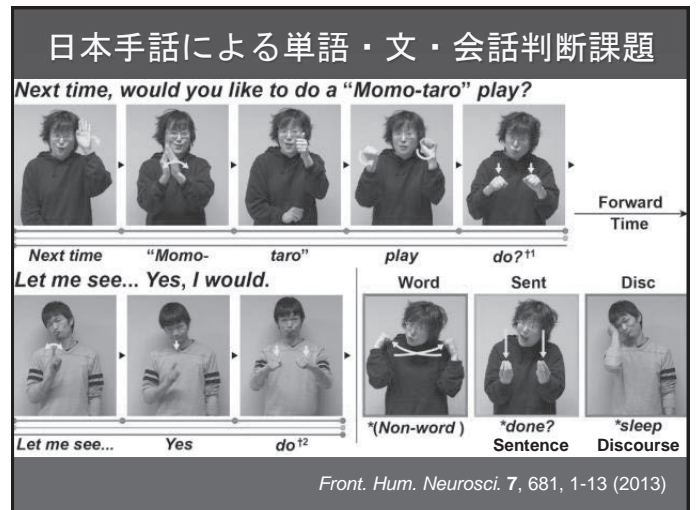 日本手話による単語・文・会話判断課題
Next time, would you like to do a “Momo-taro” play?
Forward
Time
Next time “Momo- taro” play do?†1
Let me see... Yes, I would.
Word Sent Disc
*(Non-word) *done? *sleep
Sentence Discourse
Let me see... Yes do†2
Front. Hum. Neurosci. 7, 681, 1-13 (2013)